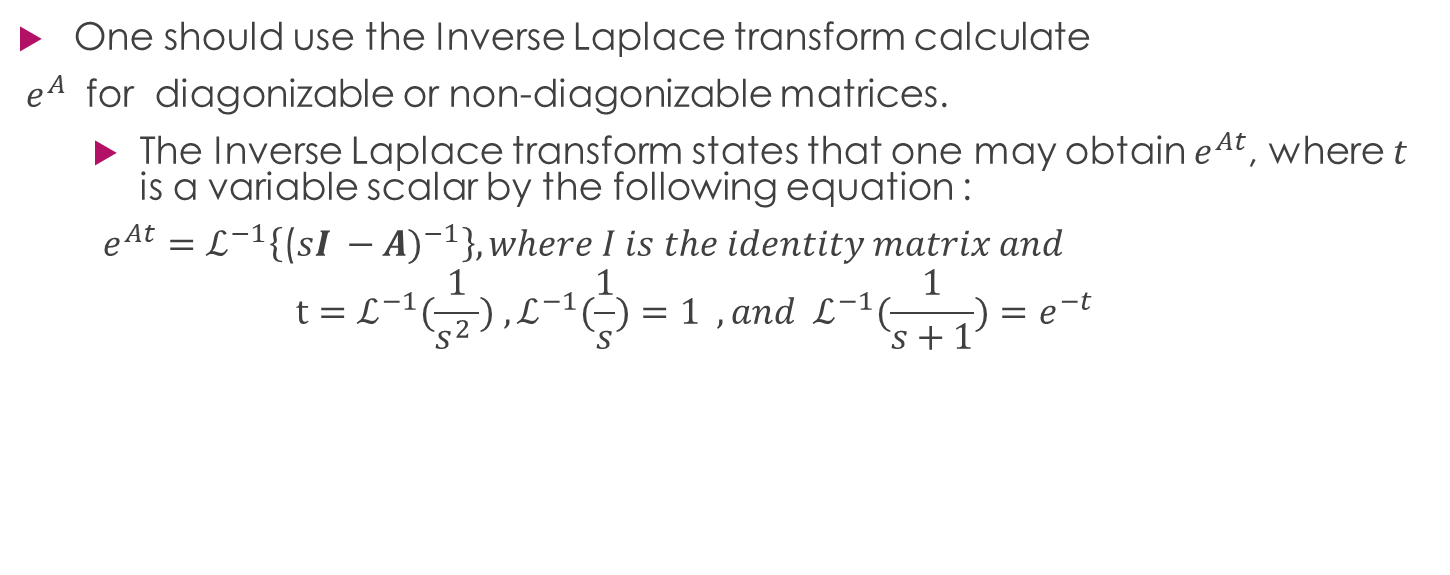 ▶ One should use the Inverse Laplace transform calculate
e^A for diagonizable or non-diagonizable matrices.
▶ The Inverse Laplace transform states that one may obtain e^{At}, where t
is a variable scalar by the following equation :
e^{At} = ℒ^{−1}{(sI − A)^{−1}}, where I is the identity matrix and
t = ℒ^{−1}(1/s^2) , ℒ^{−1}(1/s) = 1 , and ℒ^{−1}(1/(s + 1)) = e^{−t}